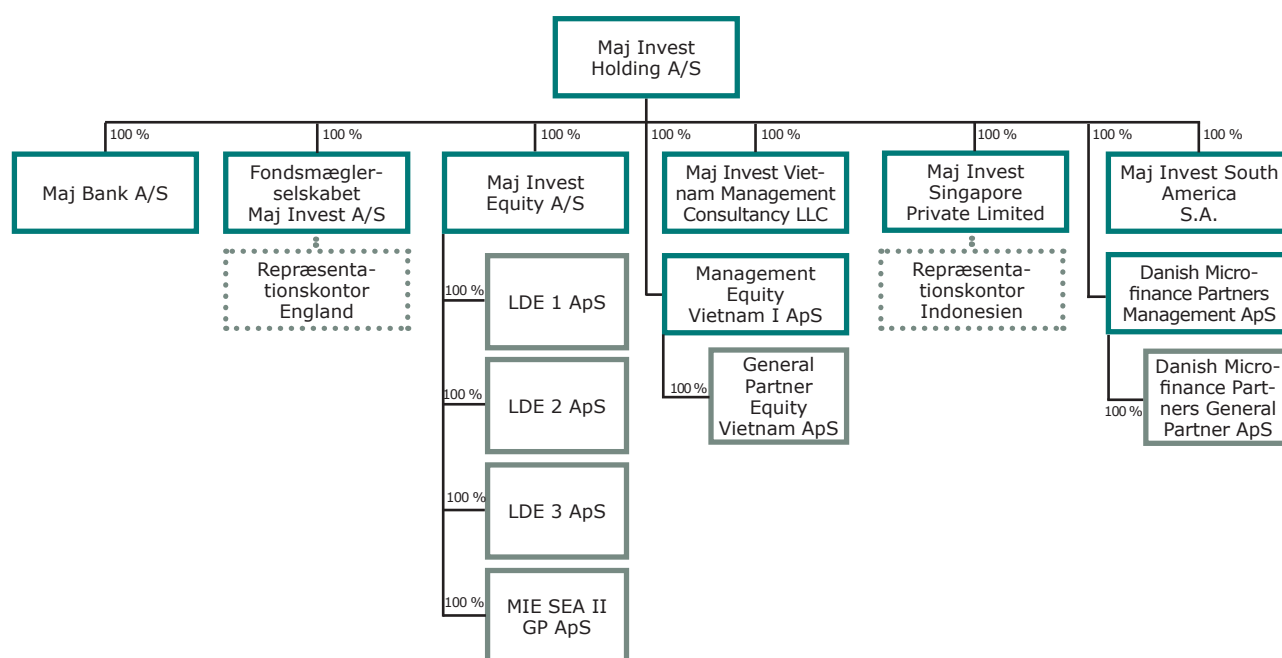 Maj Invest
Holding A/S
100 %
100 %
100 %
100 %
100 %
100 %
100 %
100 %
Maj Bank A/S
Fondsmægler-
selskabet
Maj Invest A/S
Maj Invest
Equity A/S
Maj Invest Viet-
nam Management
Consultancy LLC
Maj Invest
Singapore
Private Limited
Maj Invest South
America
S.A.
Repræsenta-
tionskontor
England
100 %
LDE 1 ApS
Management
Equity
Vietnam I ApS
Repræsenta-
tionskontor
Indonesien
Danish Micro-
finance Partners
Management ApS
100 %
LDE 2 ApS
100 %
General
Partner
Equity
Vietnam ApS
100 %
Danish Micro-
finance Part-
ners General
Partner ApS
100 %
LDE 3 ApS
100 %
MIE SEA II
GP ApS